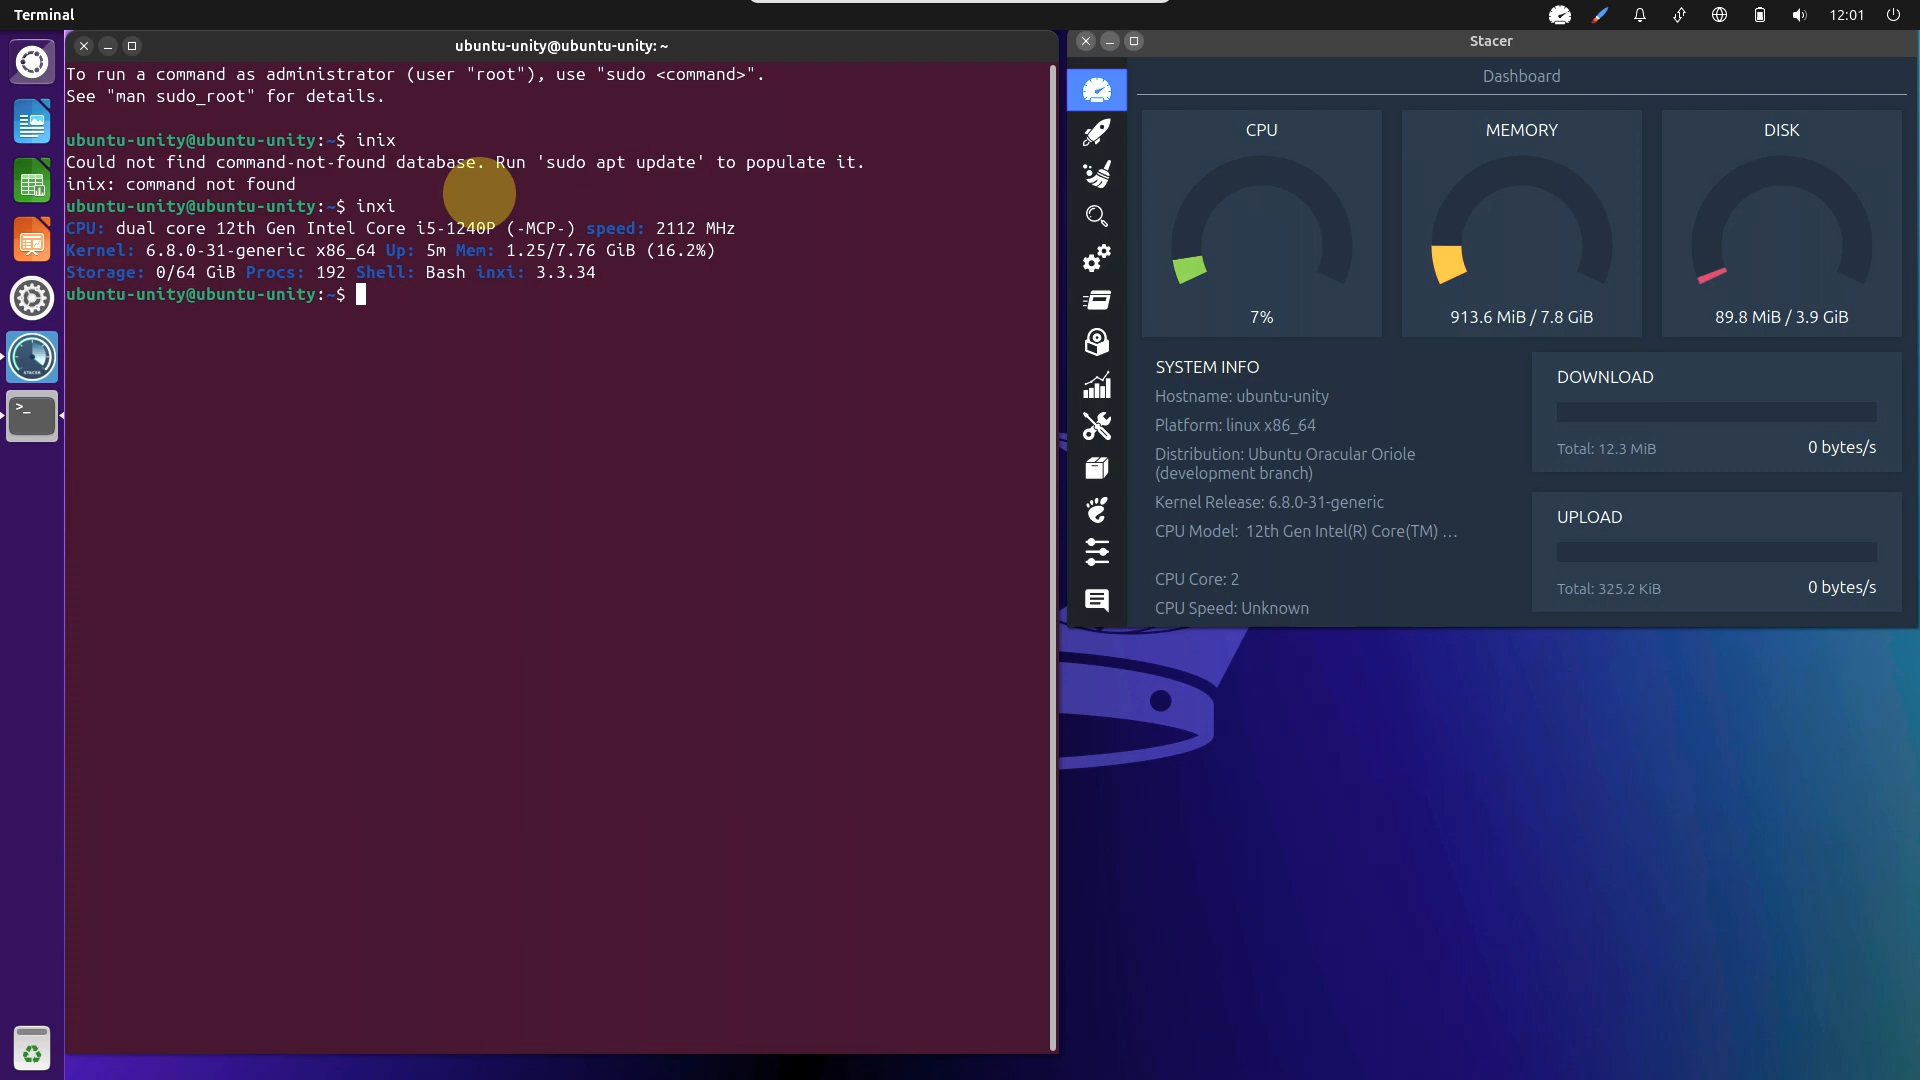 Terminal
12:01
ubuntu-unity@ubuntu-unity: ~
To run a command as administrator (user "root"), use "sudo <command>".
See "man sudo_root" for details.
ubuntu-unity@ubuntu-unity:~$ inix
Could not find command-not-found database. Run 'sudo apt update' to populate it.
inix: command not found
ubuntu-unity@ubuntu-unity:~$ inxi
CPU: dual core 12th Gen Intel Core i5-1240P (-MCP-) speed: 2112 MHz
Kernel: 6.8.0-31-generic x86_64 Up: 5m Mem: 1.25/7.76 GiB (16.2%)
Storage: 0/64 GiB Procs: 192 Shell: Bash inxi: 3.3.34
ubuntu-unity@ubuntu-unity:~$
>_
STACER
Stacer
Dashboard
CPU
7%
MEMORY
913.6 MiB / 7.8 GiB
DISK
89.8 MiB / 3.9 GiB
SYSTEM INFO
Hostname: ubuntu-unity
Platform: linux x86_64
Distribution: Ubuntu Oracular Oriole
(development branch)
Kernel Release: 6.8.0-31-generic
CPU Model: 12th Gen Intel(R) Core(TM) …
CPU Core: 2
CPU Speed: Unknown
DOWNLOAD
Total: 12.3 MiB 0 bytes/s
UPLOAD
Total: 325.2 KiB 0 bytes/s